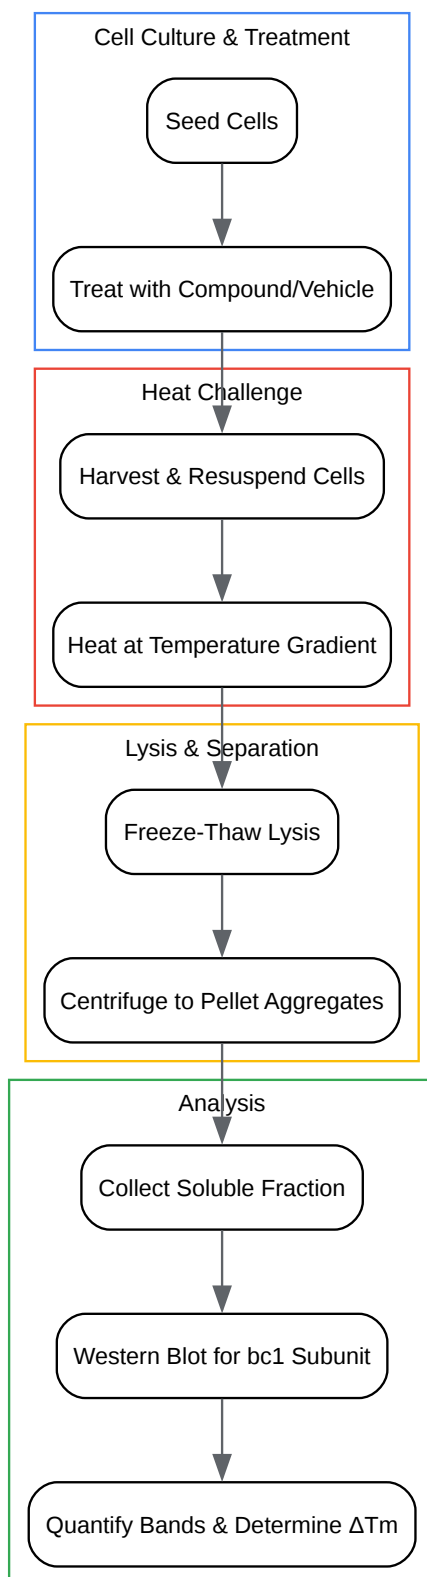 Cell Culture & Treatment
Seed Cells
Treat with Compound/Vehicle
Heat Challenge
Harvest & Resuspend Cells
Heat at Temperature Gradient
Lysis & Separation
Freeze-Thaw Lysis
Centrifuge to Pellet Aggregates
Analysis
Collect Soluble Fraction
Western Blot for bc1 Subunit
Quantify Bands & Determine ΔTm